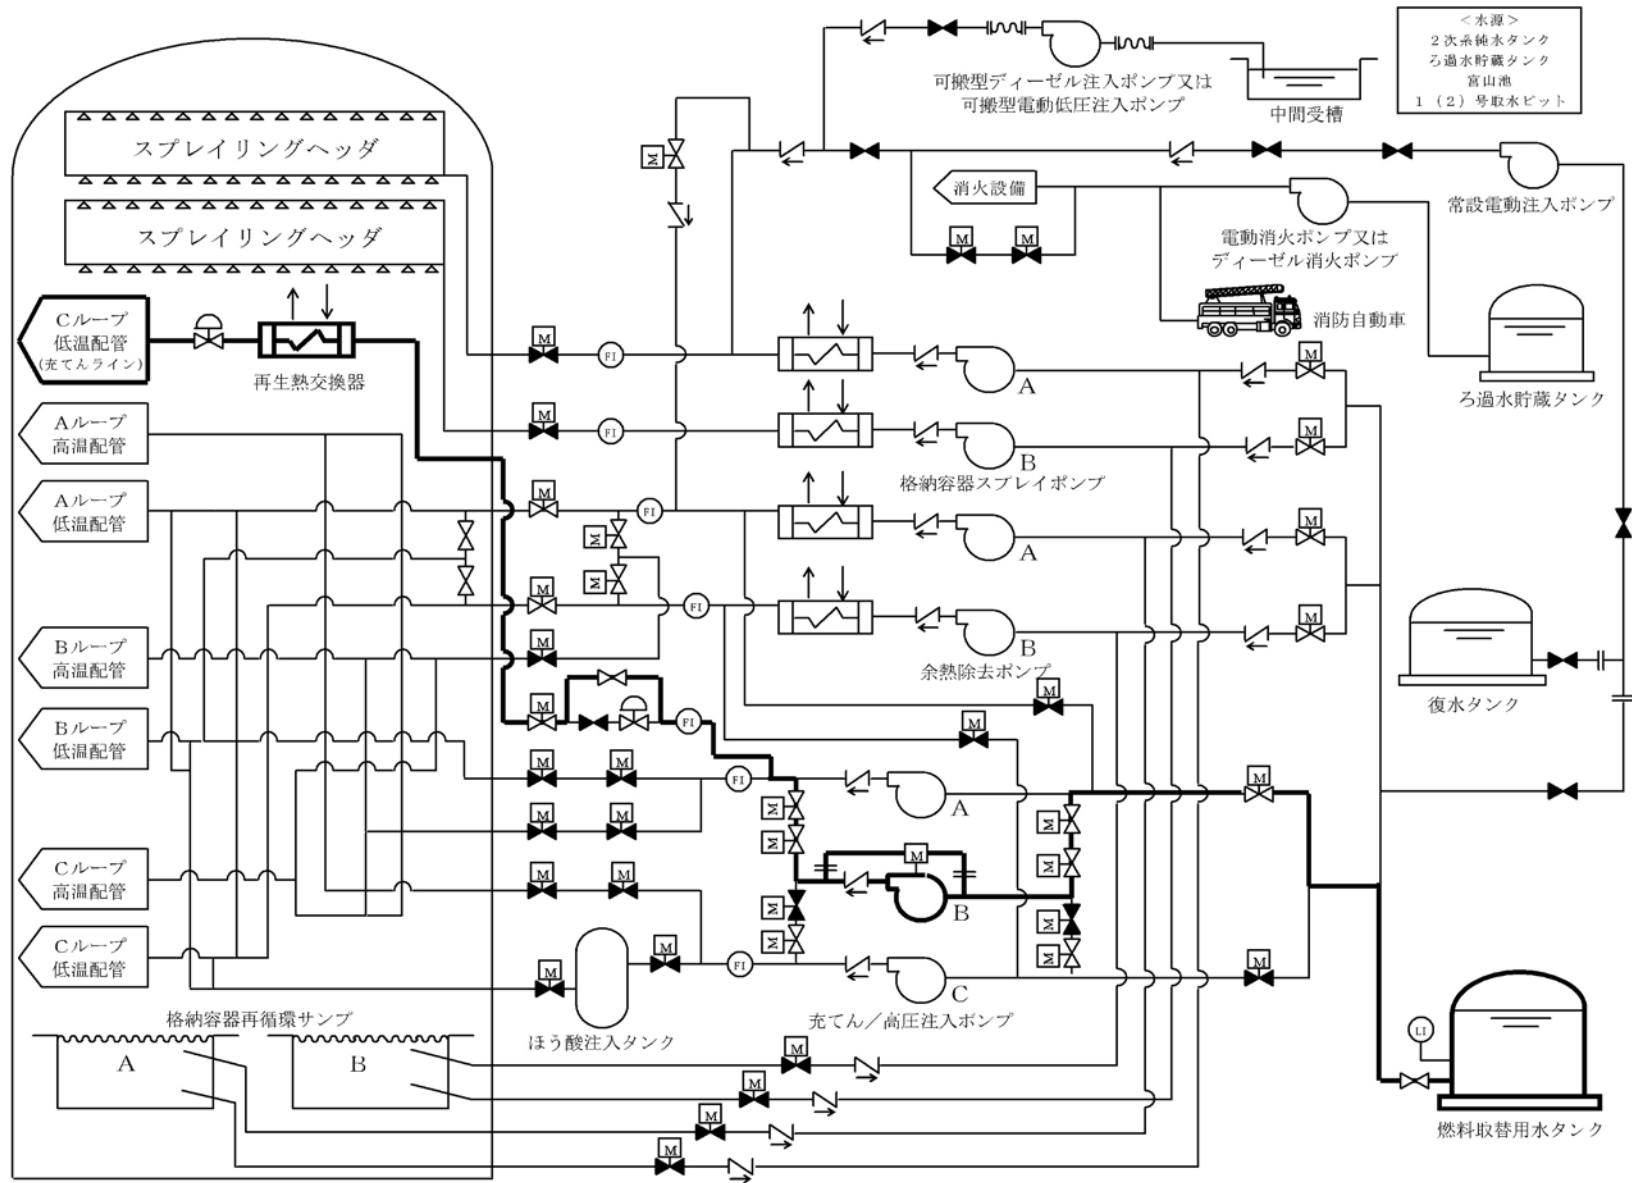 <水源>
2次系純水タンク
ろ過水貯蔵タンク
宮山池
1(2)号取水ピット
可搬型ディーゼル注入ポンプ又は
可搬型電動低圧注入ポンプ
中間受槽
スプレイリングヘッダ
スプレイリングヘッダ
M
消火設備
常設電動注入ポンプ
M
M
電動消火ポンプ又は
ディーゼル消火ポンプ
消防自動車
ろ過水貯蔵タンク
Cループ
低温配管
(充てんライン)
再生熱交換器
M
FI
A
M
Aループ
高温配管
M
FI
B
M
格納容器スプレイポンプ
Aループ
低温配管
M
FI
M
A
M
M
M
FI
B
M
余熱除去ポンプ
Bループ
高温配管
M
M
FI
M
M
復水タンク
Bループ
低温配管
M
M
FI
A
M
M
M
M
M
M
M
M
Cループ
高温配管
M
M
B
M
M
M
M
Cループ
低温配管
M
M
FI
C
M
充てん/高圧注入ポンプ
ほう酸注入タンク
格納容器再循環サンプ
A
B
M
M
M
M
LI
燃料取替用水タンク